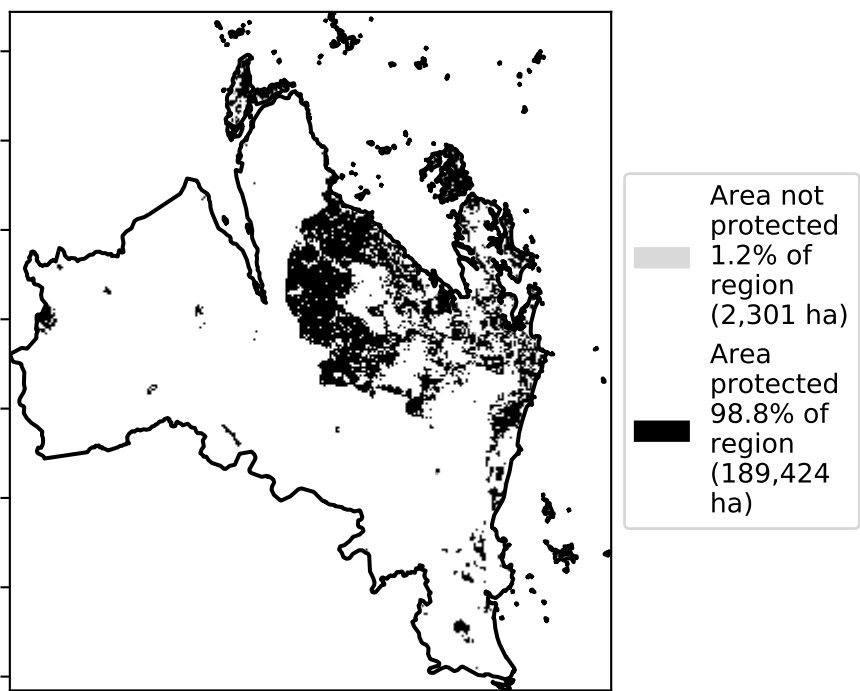 Area not
protected
1.2% of
region
(2,301 ha)
Area
protected
98.8% of
region
(189,424
ha)